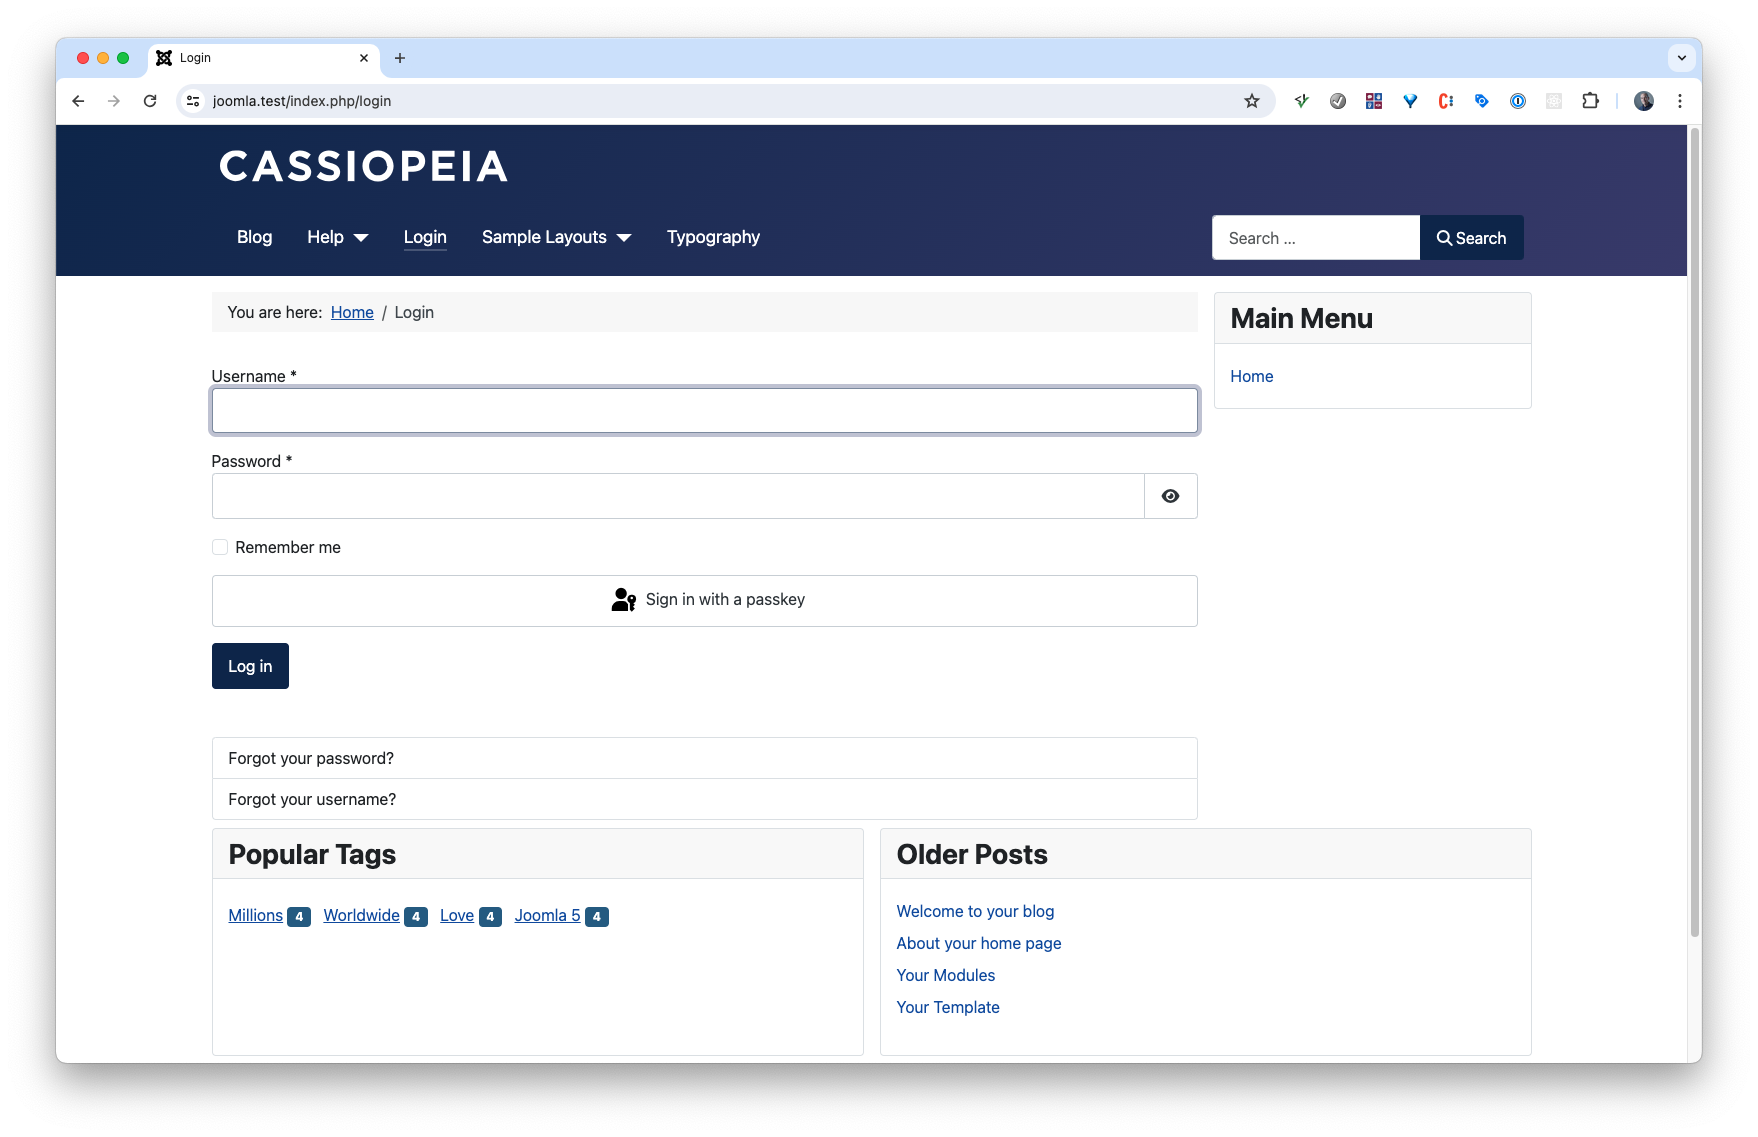 Login
joomla.test/index.php/login
CASSIOPEIA
Blog Help Login Sample Layouts Typography
Search ... Search
You are here: Home / Login
Main Menu
Home
Username *
Password *
Remember me
Sign in with a passkey
Log in
Forgot your password?
Forgot your username?
Popular Tags
Millions 4 Worldwide 4 Love 4 Joomla 5 4
Older Posts
Welcome to your blog
About your home page
Your Modules
Your Template